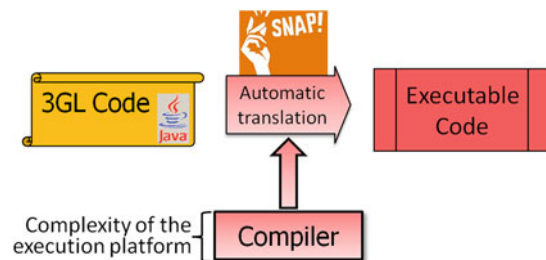 SNAP!
3GL Code
Java
Automatic
translation
Executable
Code
Complexity of the
execution platform
Compiler